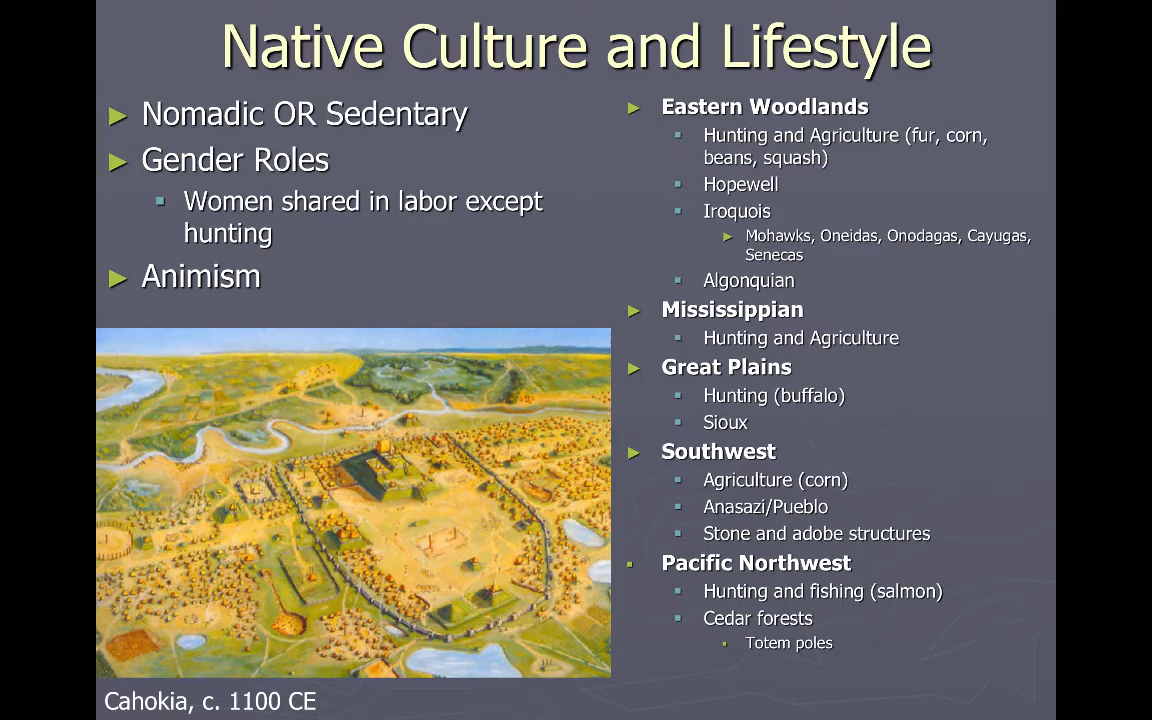 Native Culture and Lifestyle
Nomadic OR Sedentary
Gender Roles
Women shared in labor except
hunting
Animism
Cahokia, c. 1100 CE
Eastern Woodlands
Hunting and Agriculture (fur, corn,
beans, squash)
Hopewell
Iroquois
Mohawks, Oneidas, Onodagas, Cayugas,
Senecas
Algonquian
Mississippian
Hunting and Agriculture
Great Plains
Hunting (buffalo)
Sioux
Southwest
Agriculture (corn)
Anasazi/Pueblo
Stone and adobe structures
Pacific Northwest
Hunting and fishing (salmon)
Cedar forests
Totem poles